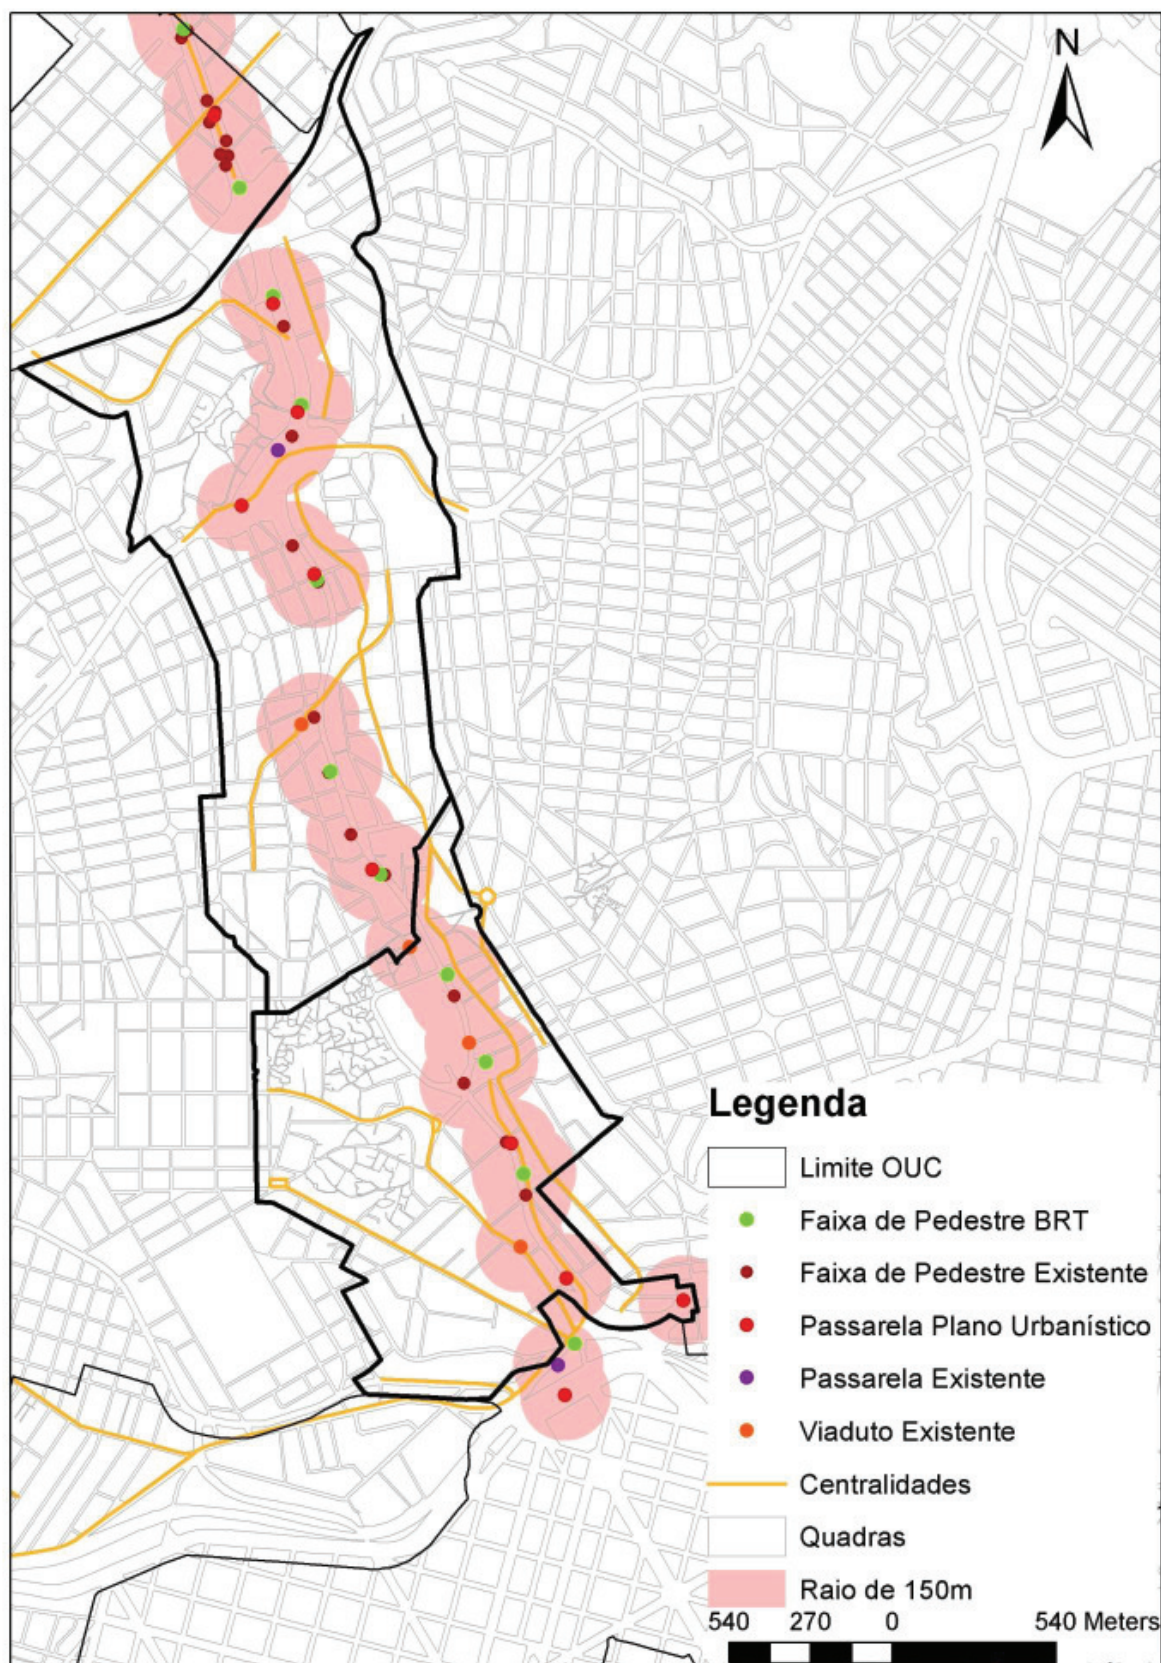 N
Legenda
Limite OUC
Faixa de Pedestre BRT
Faixa de Pedestre Existente
Passarela Plano Urbanístico
Passarela Existente
Viaduto Existente
Centralidades
Quadras
Raio de 150m
540 270 0 540 Meters